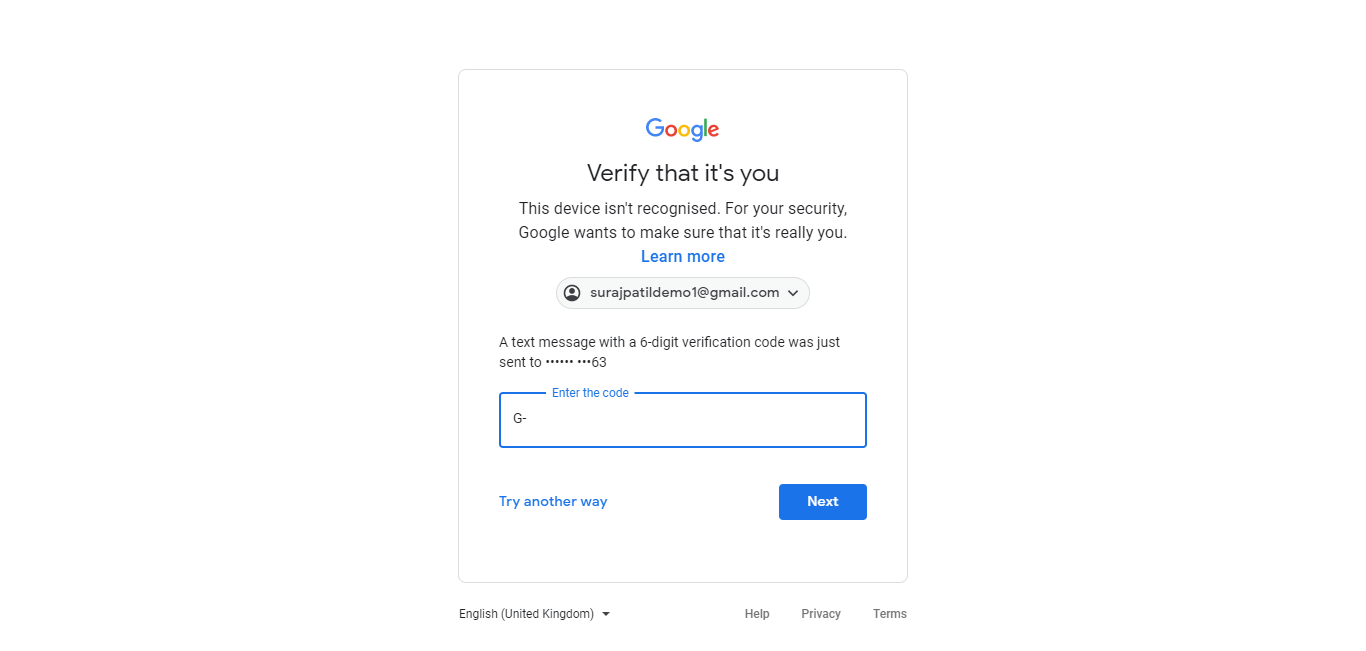 Google
Verify that it's you
This device isn't recognised. For your security,
Google wants to make sure that it's really you.
Learn more
surajpatildemo1@gmail.com
A text message with a 6-digit verification code was just
sent to •••••• •••63
Enter the code
G-
Try another way
Next
English (United Kingdom)
Help
Privacy
Terms